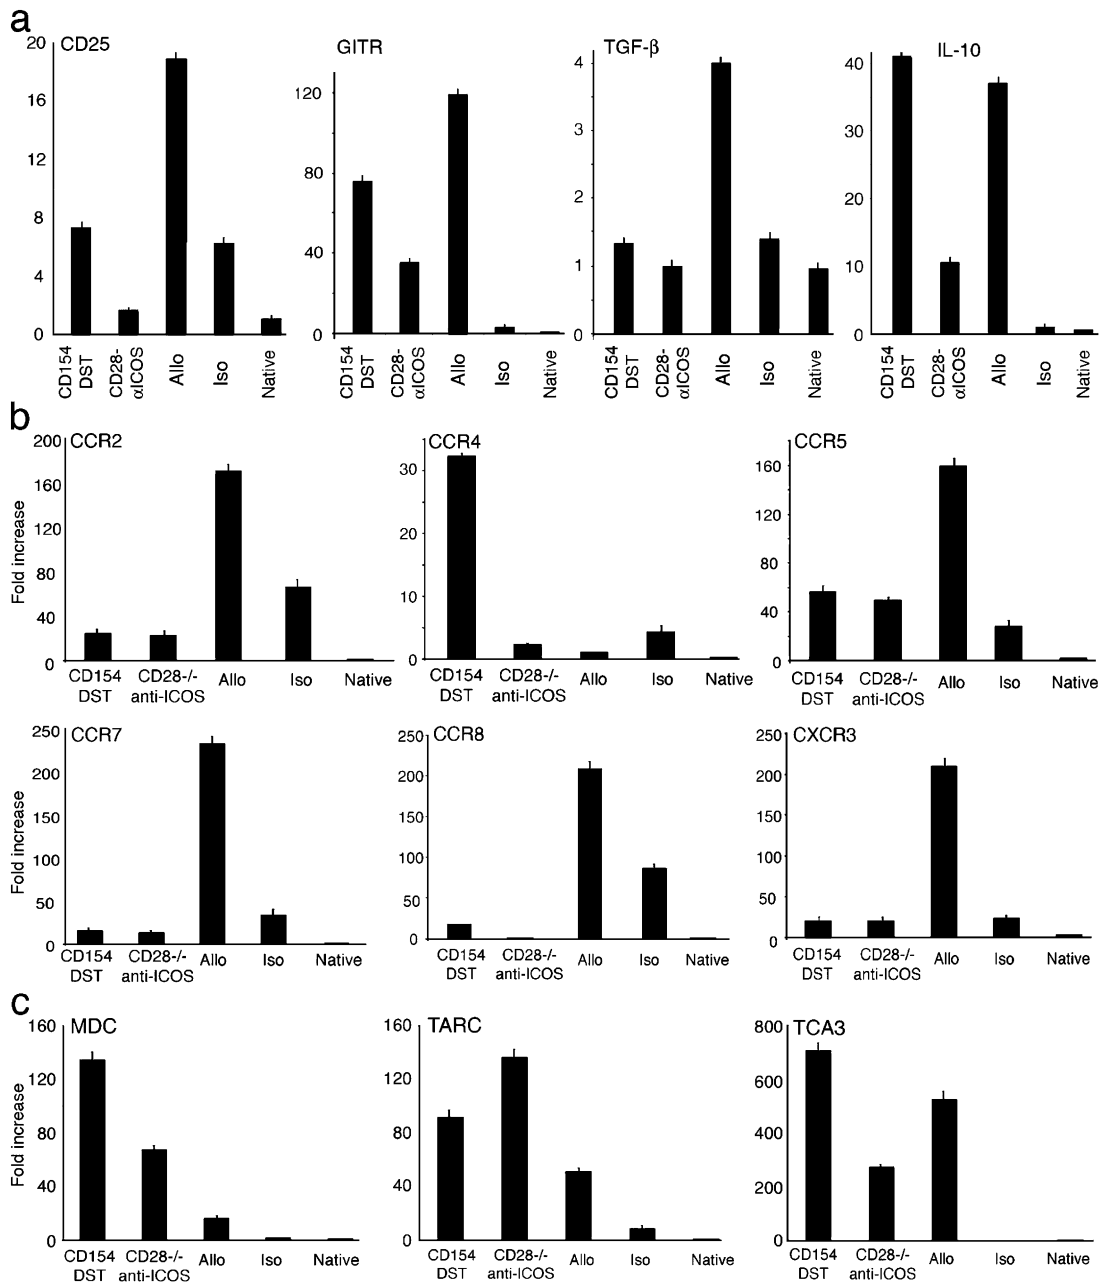 a
CD25
20
16
12
8
4
0
CD154
DST
CD28-
αICOS
Allo
Iso
Native
GITR
120
80
40
0
CD154
DST
CD28-
αICOS
Allo
Iso
Native
TGF-β
4
3
2
1
0
CD154
DST
CD28-
αICOS
Allo
Iso
Native
IL-10
40
30
20
10
0
CD154
DST
CD28-
αICOS
Allo
Iso
Native
b
CCR2
Fold increase
200
160
120
80
40
0
CD154
DST
CD28-/-
anti-ICOS
Allo
Iso
Native
CCR4
30
20
10
0
CD154
DST
CD28-/-
anti-ICOS
Allo
Iso
Native
CCR5
160
120
80
40
0
CD154
DST
CD28-/-
anti-ICOS
Allo
Iso
Native
CCR7
Fold increase
250
200
150
100
50
0
CD154
DST
CD28-/-
anti-ICOS
Allo
Iso
Native
CCR8
250
200
150
100
50
0
CD154
DST
CD28-/-
anti-ICOS
Allo
Iso
Native
CXCR3
250
200
150
100
50
0
CD154
DST
CD28-/-
anti-ICOS
Allo
Iso
Native
c
MDC
Fold increase
160
120
80
40
0
CD154
DST
CD28-/-
anti-ICOS
Allo
Iso
Native
TARC
160
120
80
40
0
CD154
DST
CD28-/-
anti-ICOS
Allo
Iso
Native
TCA3
800
600
400
200
0
CD154
DST
CD28-/-
anti-ICOS
Allo
Iso
Native